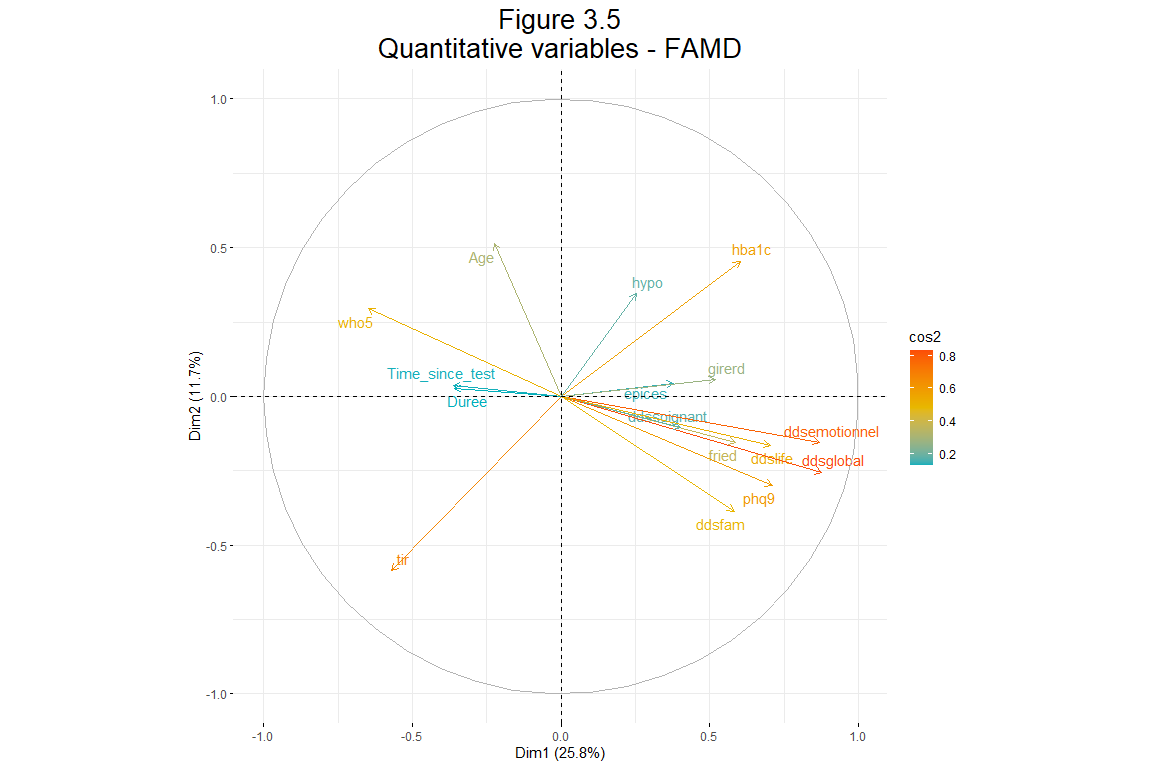 Figure 3.5
Quantitative variables - FAMD
1.0
0.5
0.0
-0.5
-1.0
Dim2 (11.7%)
Age
hba1c
hypo
who5
Time_since_test
Duree
girerd
epices
ddssoignant
ddsemotionnel
fried
ddslife
ddsglobal
phq9
ddsfam
tir
-1.0
-0.5
0.0
0.5
1.0
Dim1 (25.8%)
cos2
0.8
0.6
0.4
0.2